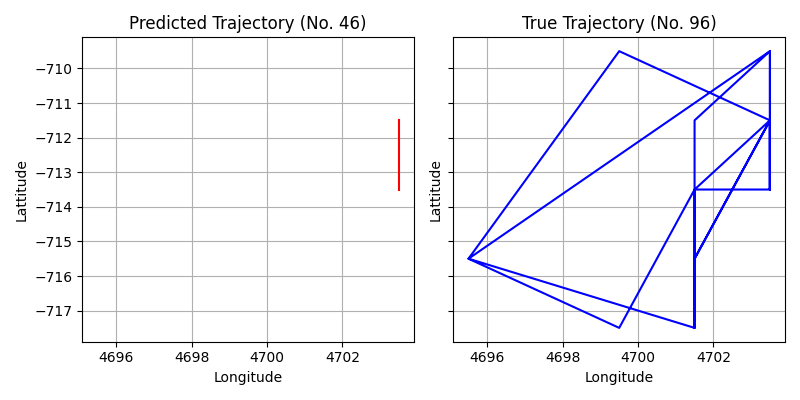 Predicted Trajectory (No. 46)
True Trajectory (No. 96)
Lattitude
−710
−711
−712
−713
−714
−715
−716
−717
4696
4698
4700
4702
Longitude
Lattitude
4696
4698
4700
4702
Longitude